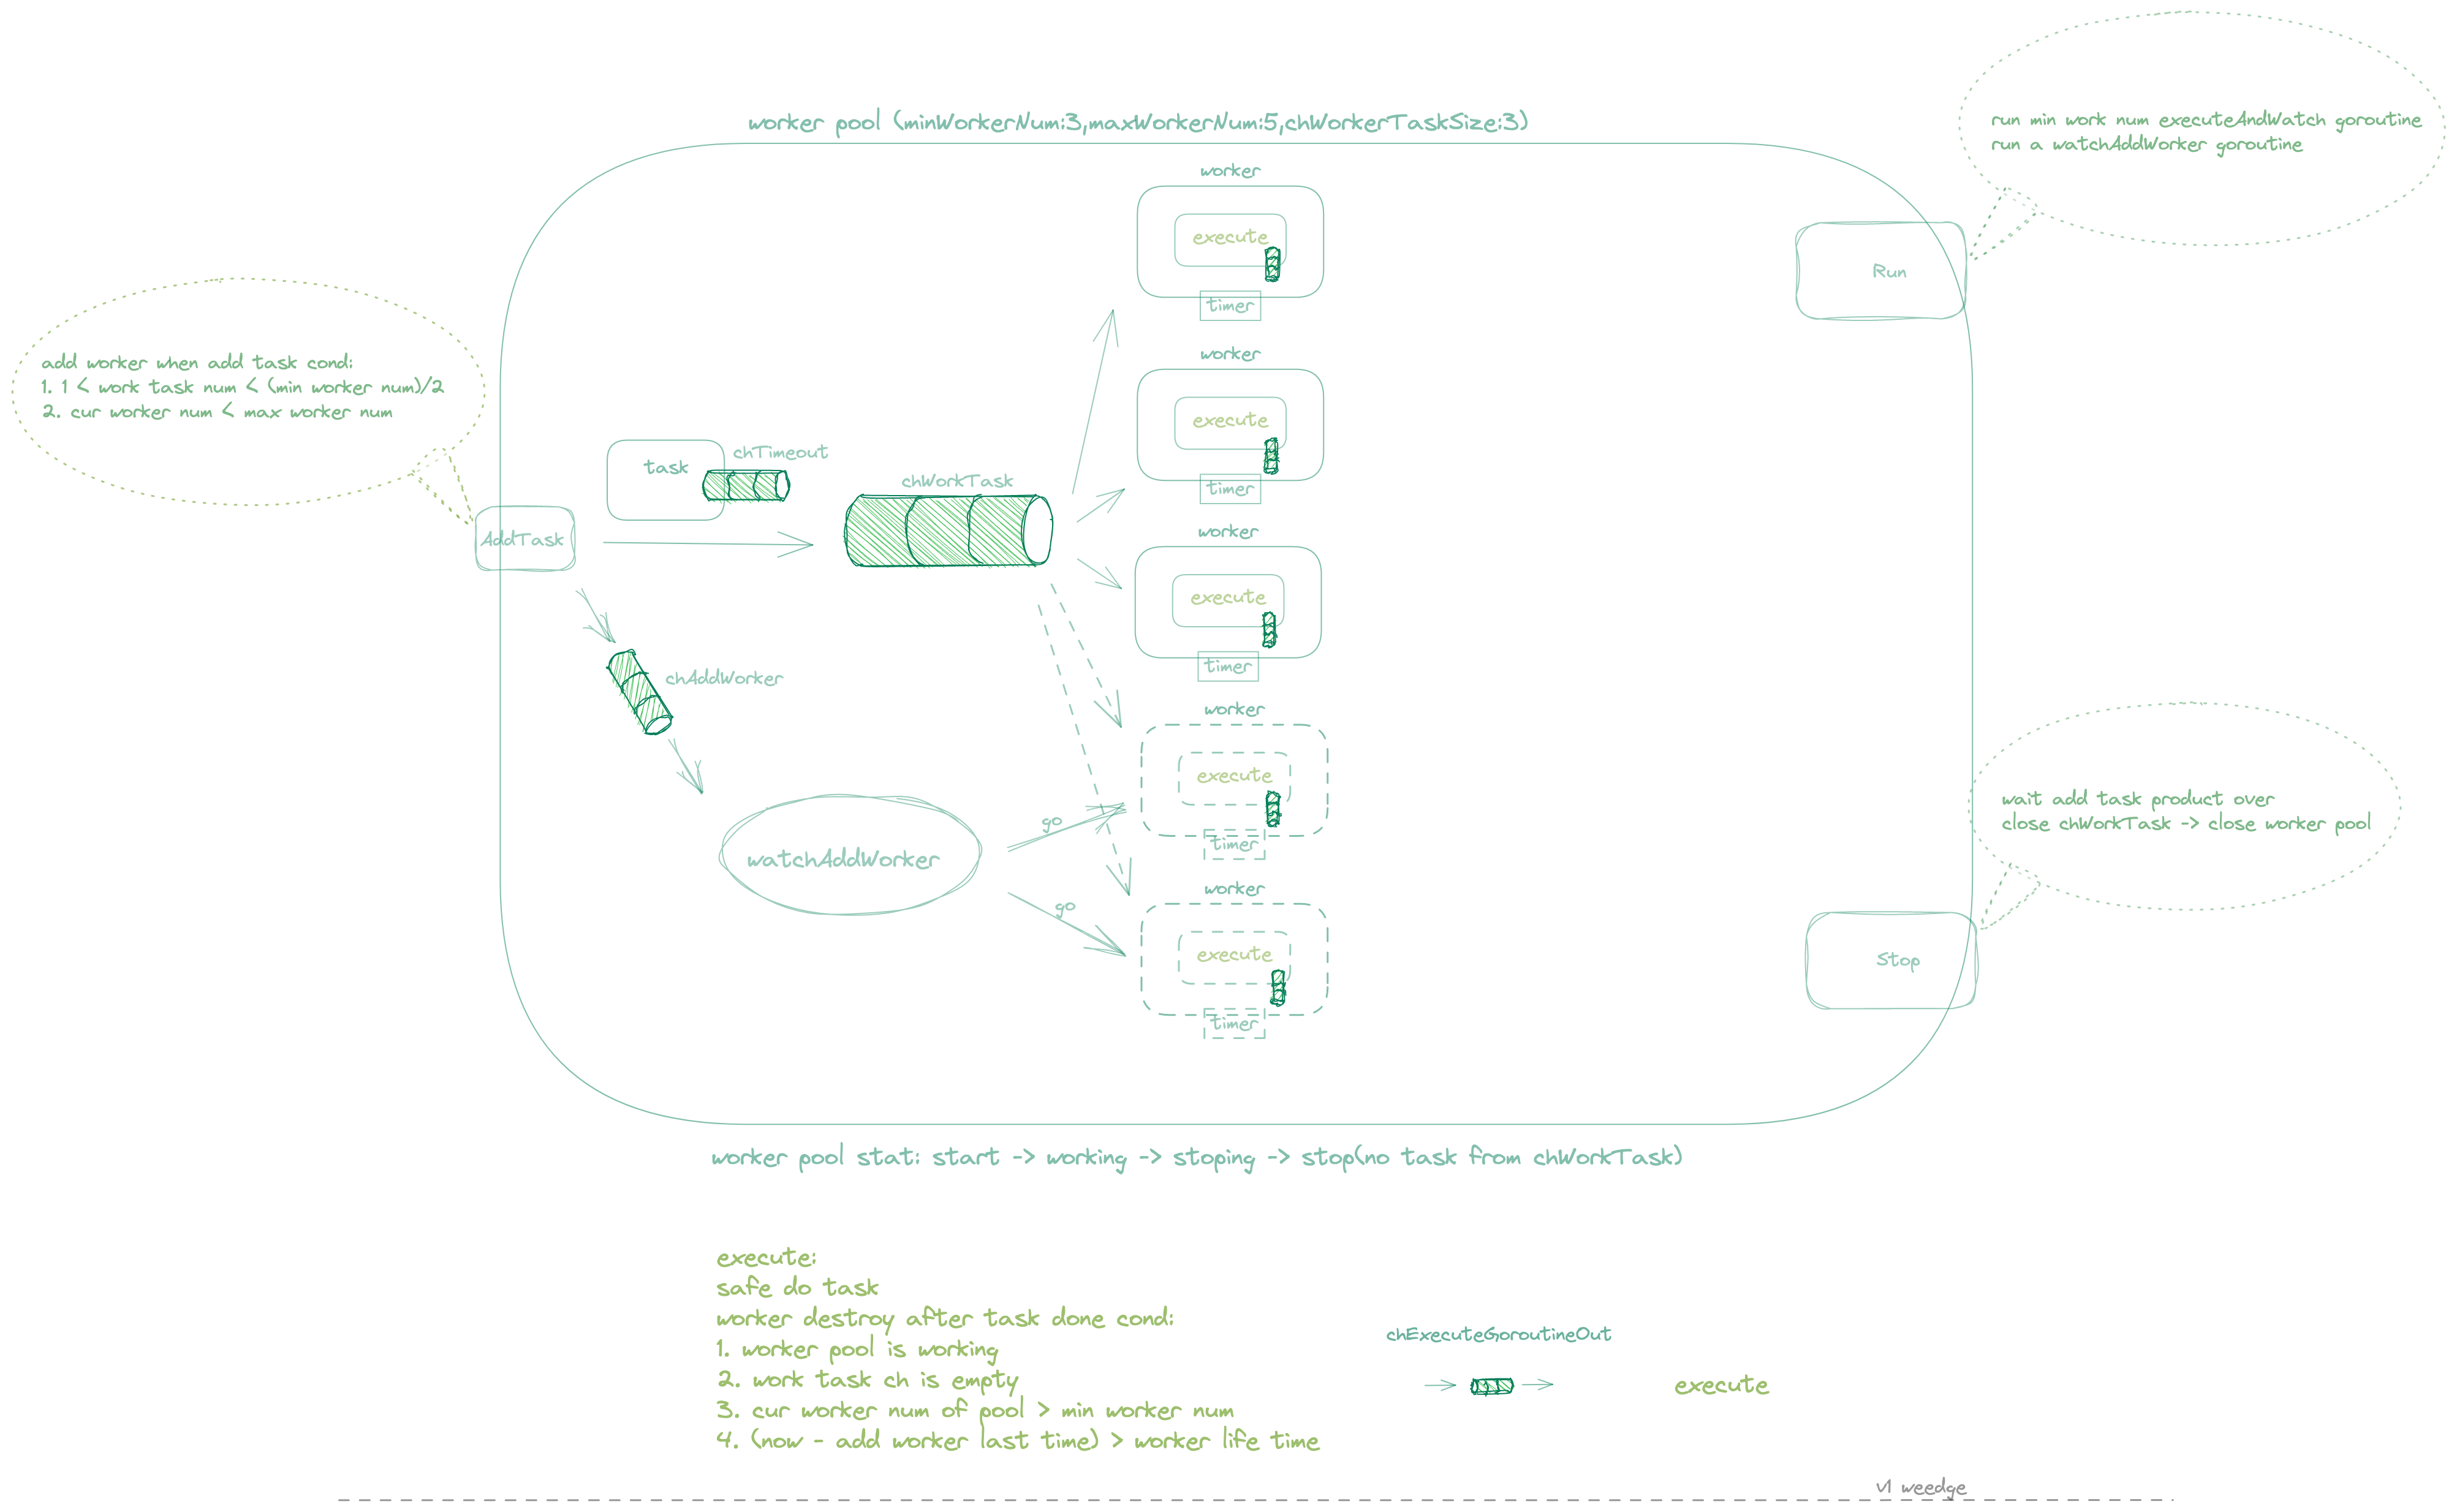 worker pool (minWorkerNum:3,maxWorkerNum:5,chWorkerTaskSize:3)
run min work num executeAndWatch goroutine
run a watchAddWorker goroutine
worker
execute
timer
Run
add worker when add task cond:
1. 1 < work task num < (min worker num)/2
2. cur worker num < max worker num
worker
execute
timer
task
chTimeout
chWorkTask
AddTask
worker
execute
timer
chAddWorker
worker
execute
timer
go
watchAddWorker
go
worker
execute
timer
wait add task product over
close chWorkTask -> close worker pool
Stop
worker pool stat: start -> working -> stoping -> stop(no task from chWorkTask)
execute:
safe do task
worker destroy after task done cond:
1. worker pool is working
2. work task ch is empty
3. cur worker num of pool > min worker num
4. (now - add worker last time) > worker life time
chExecuteGoroutineOut
execute
v1 weedge